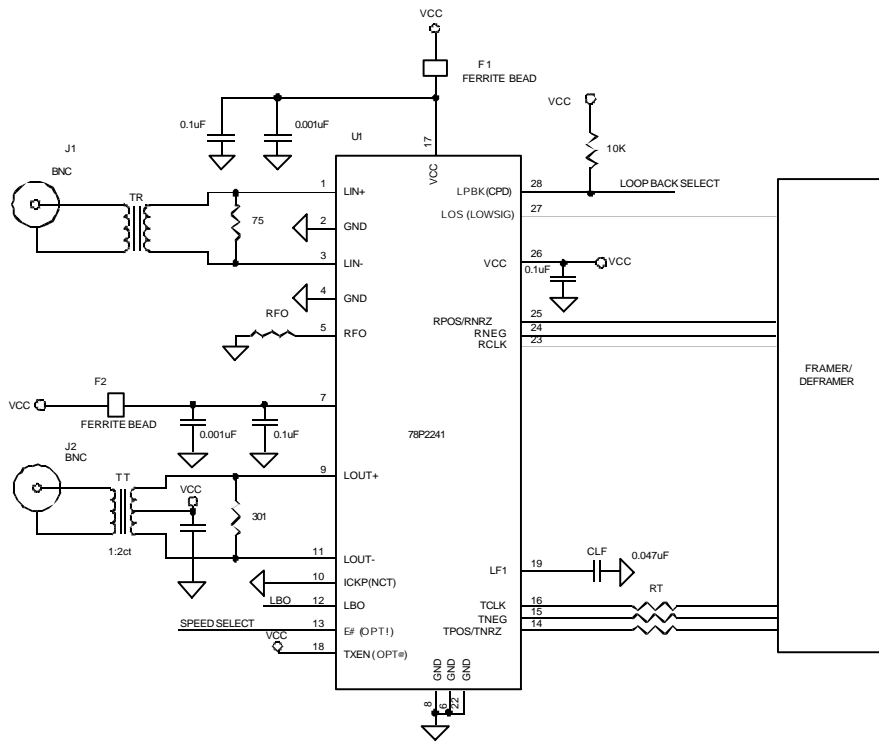 VCC
F1
FERRITE BEAD
VCC
0.1uF
0.001uF
U1
17
10K
J1
BNC
VCC
TR
1
LIN+
LPBK(CPD)
28
LOOP BACK SELECT
75
2
GND
LOS (LOWSIG)
27
3
LIN-
VCC
26
VCC
0.1uF
4
GND
RFO
5
RFO
RPOS/RNRZ
25
RNEG
24
RCLK
23
FRAMER/
DEFRAMER
F2
VCC
7
FERRITE BEAD
0.001uF
0.1uF
78P2241
J2
BNC
TT
VCC
9
LOUT+
301
1:2ct
11
LOUT-
CLF
0.047uF
LF1
19
10
ICKP(NCT)
RT
LBO
12
LBO
TCLK
16
TNEG
15
SPEED SELECT
13
E# (OPT!)
TPOS/TNRZ
14
VCC
18
TXEN (OPT@)
GND
GND
GND
8
6
22